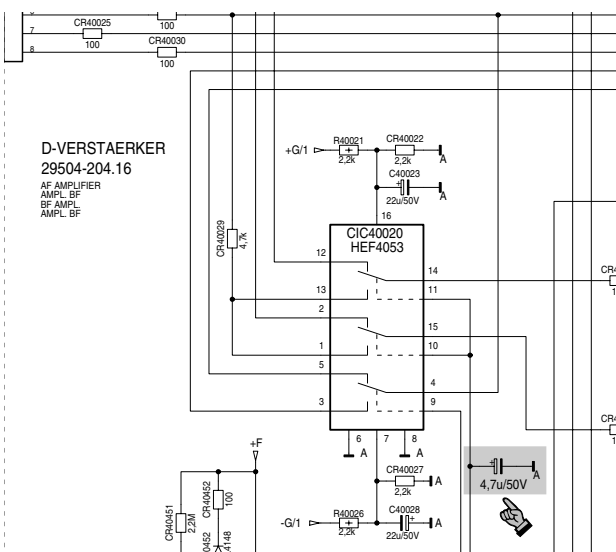 6
CR40025
100
7
100
CR40030
8
100
D-VERSTAERKER
29504-204.16
AF AMPLIFIER
AMPL. BF
BF AMPL.
AMPL. BF
+G/1
R40021
2,2k
CR40022
2,2k
A
C40023
+
22u/50V
A
16
CIC40020
HEF4053
CR40029
4,7k
12
14
13
11
2
15
1
10
5
4
3
9
6
7
8
A
A
+F
CR40027
2,2k
A
+
4,7u/50V
A
CR40451
2,2M
CR40452
100
-G/1
R40026
2,2k
C40028
+
22u/50V
A